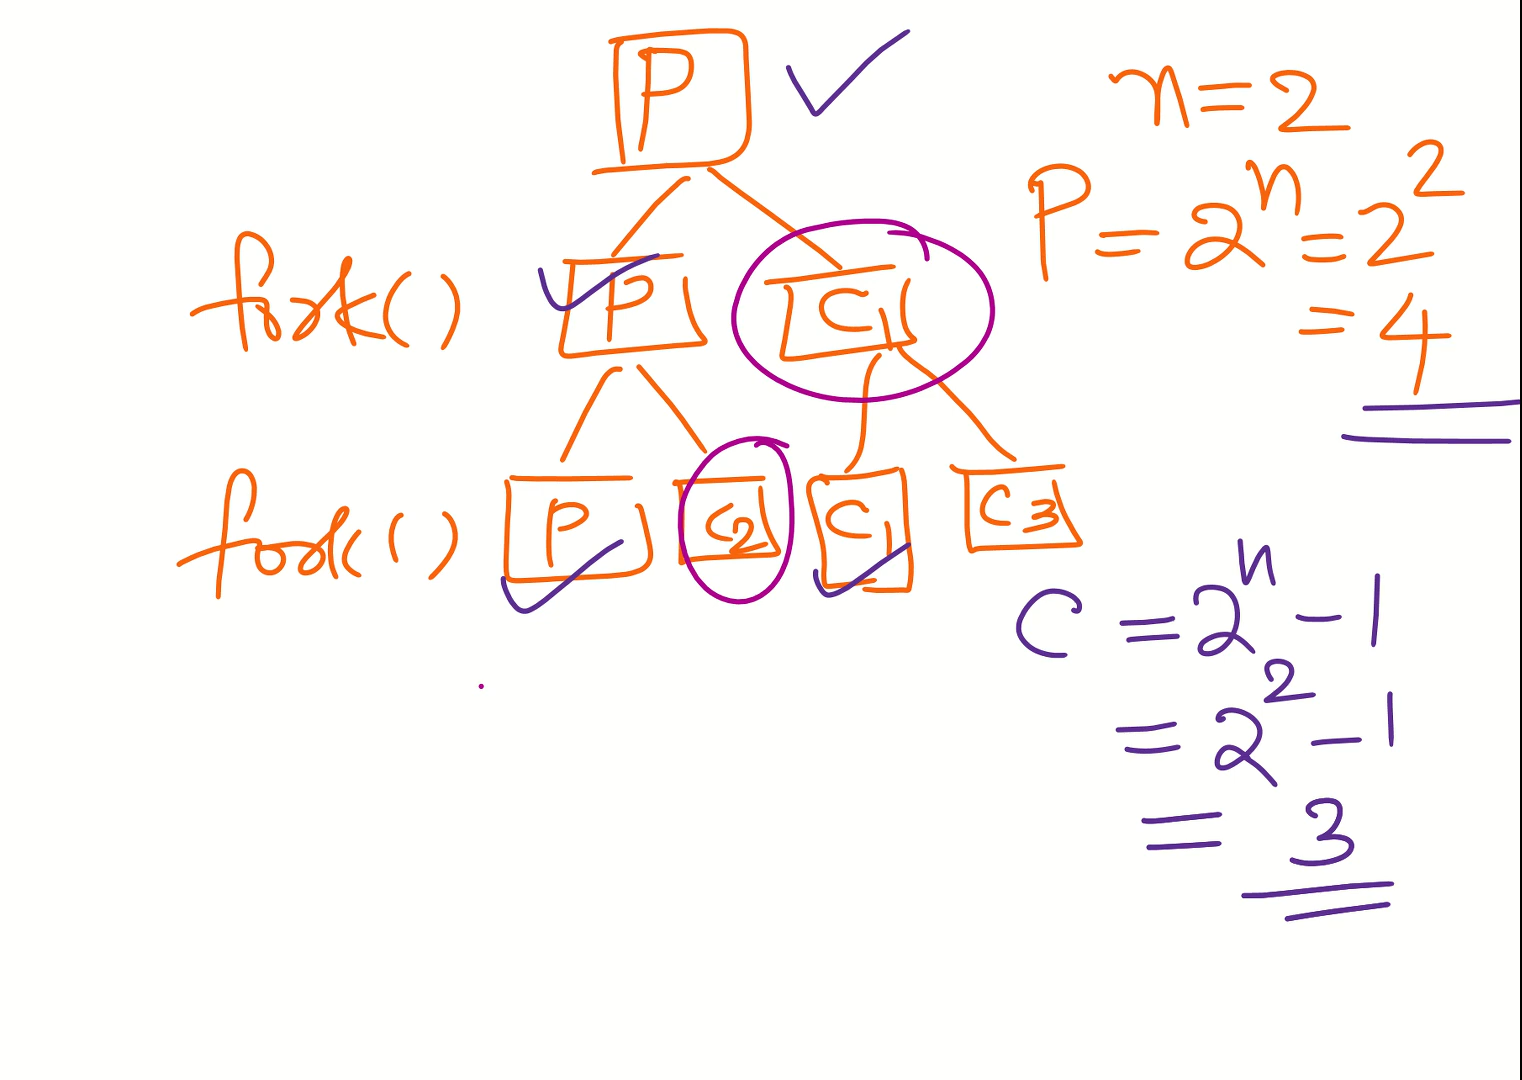 P
n=2
P = 2^n = 2^2
= 4
fork() P C1
fork() P C2 C1 C3
C = 2^n - 1
= 2^2 - 1
= 3